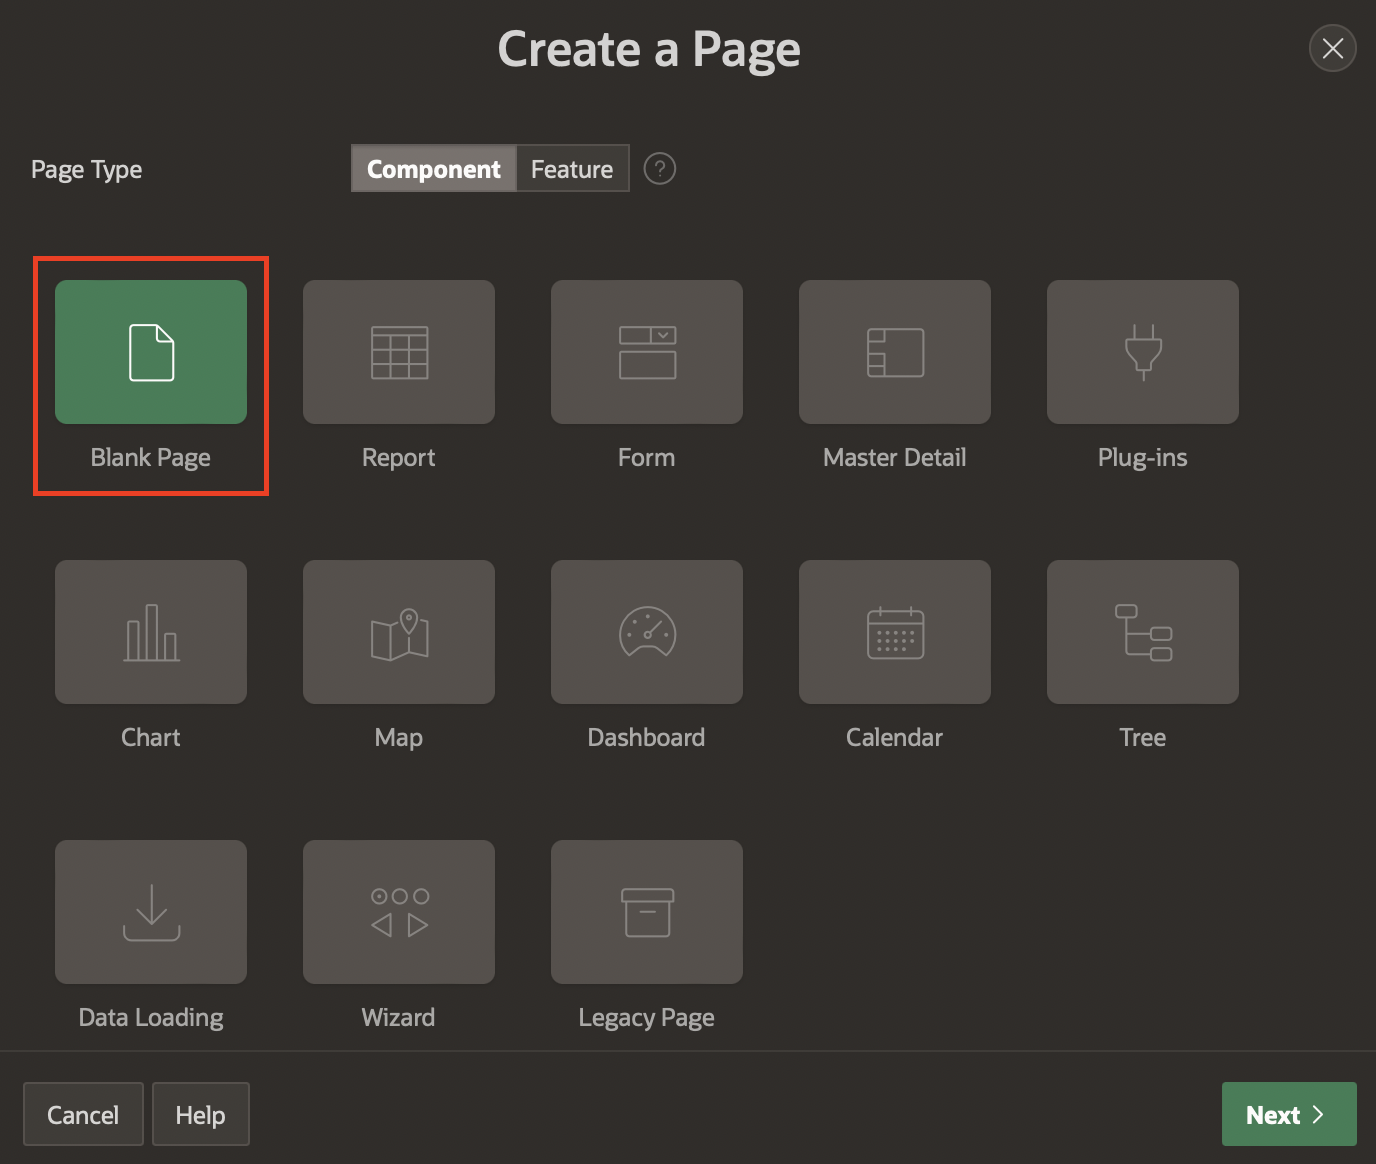 Create a Page
Page Type
Component Feature ?
Blank Page
Report
Form
Master Detail
Plug-ins
Chart
Map
Dashboard
Calendar
Tree
Data Loading
Wizard
Legacy Page
Cancel
Help
Next